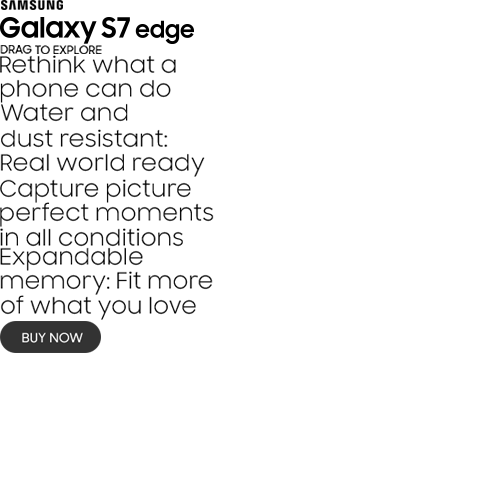 SAMSUNG
Galaxy S7 edge
DRAG TO EXPLORE
Rethink what a
phone can do
Water and
dust resistant:
Real world ready
Capture picture
perfect moments
in all conditions
Expandable
memory: Fit more
of what you love
BUY NOW